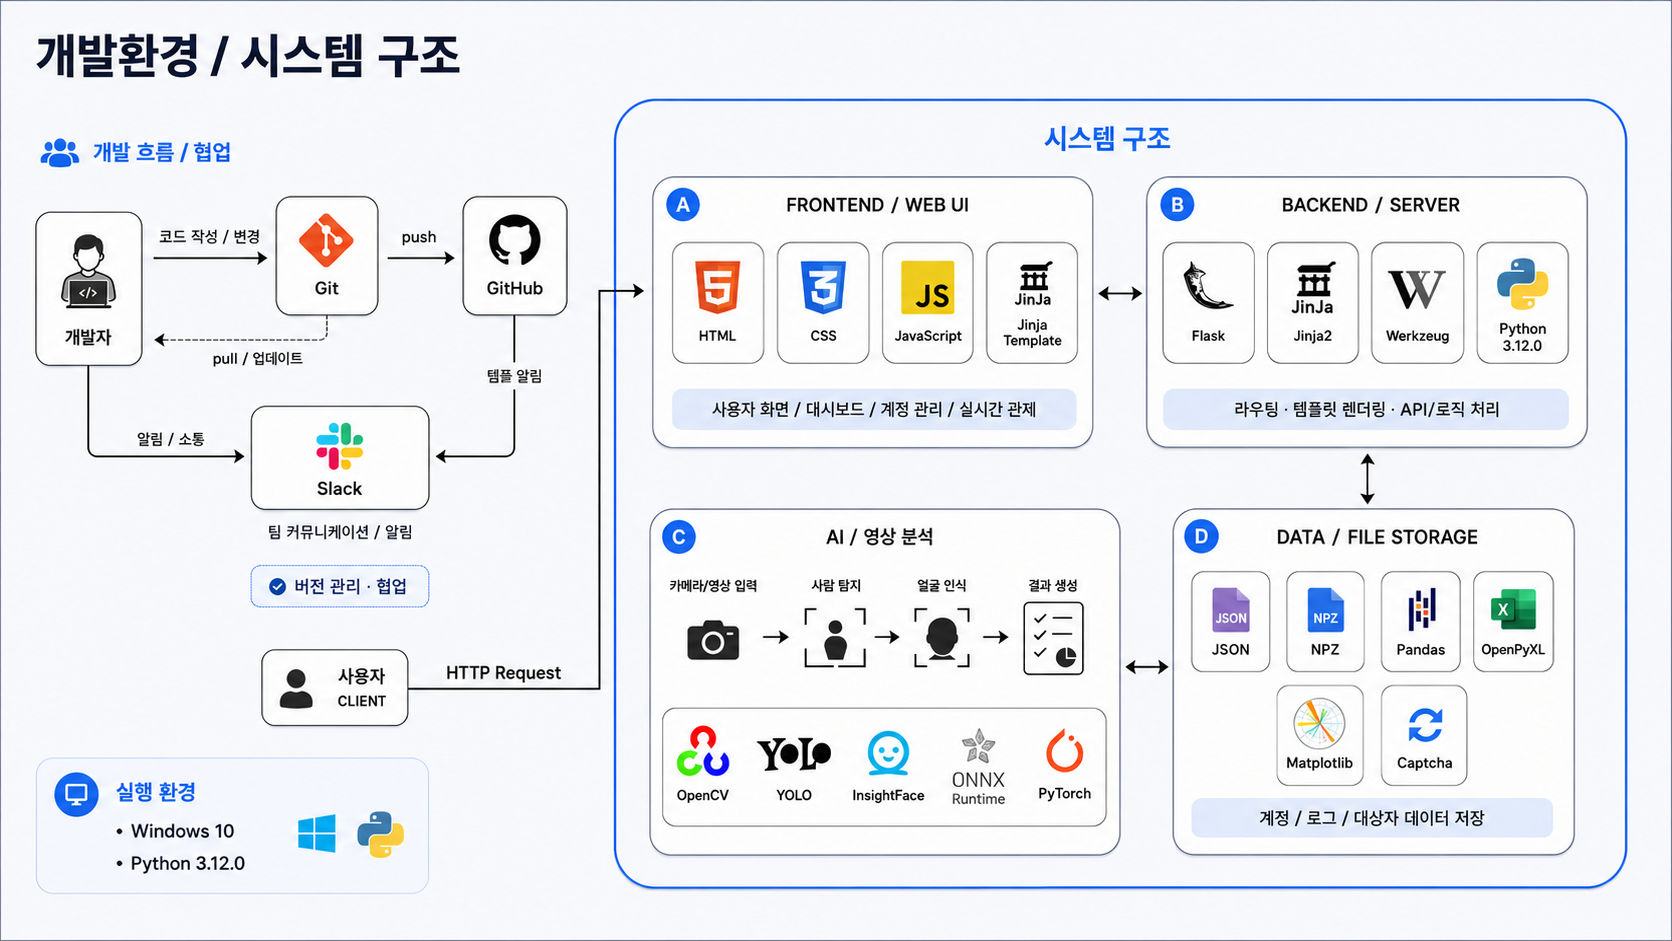 개발환경 / 시스템 구조
개발 흐름 / 협업
개발자
</>
코드 작성 / 변경
Git
push
GitHub
pull / 업데이트
템플 알림
알림 / 소통
Slack
팀 커뮤니케이션 / 알림
버전 관리 · 협업
사용자
CLIENT
HTTP Request
실행 환경
• Windows 10
• Python 3.12.0
시스템 구조
A
FRONTEND / WEB UI
5
HTML
3
CSS
JS
JavaScript
JinJa
Jinja
Template
사용자 화면 / 대시보드 / 계정 관리 / 실시간 관제
B
BACKEND / SERVER
Flask
JinJa
Jinja2
W
Werkzeug
Python
3.12.0
라우팅 · 템플릿 렌더링 · API/로직 처리
C
AI / 영상 분석
카메라/영상 입력
사람 탐지
얼굴 인식
결과 생성
OpenCV
YOLO
YOLO
InsightFace
ONNX
Runtime
PyTorch
D
DATA / FILE STORAGE
JSON
JSON
NPZ
NPZ
Pandas
X
OpenPyXL
Matplotlib
Captcha
계정 / 로그 / 대상자 데이터 저장